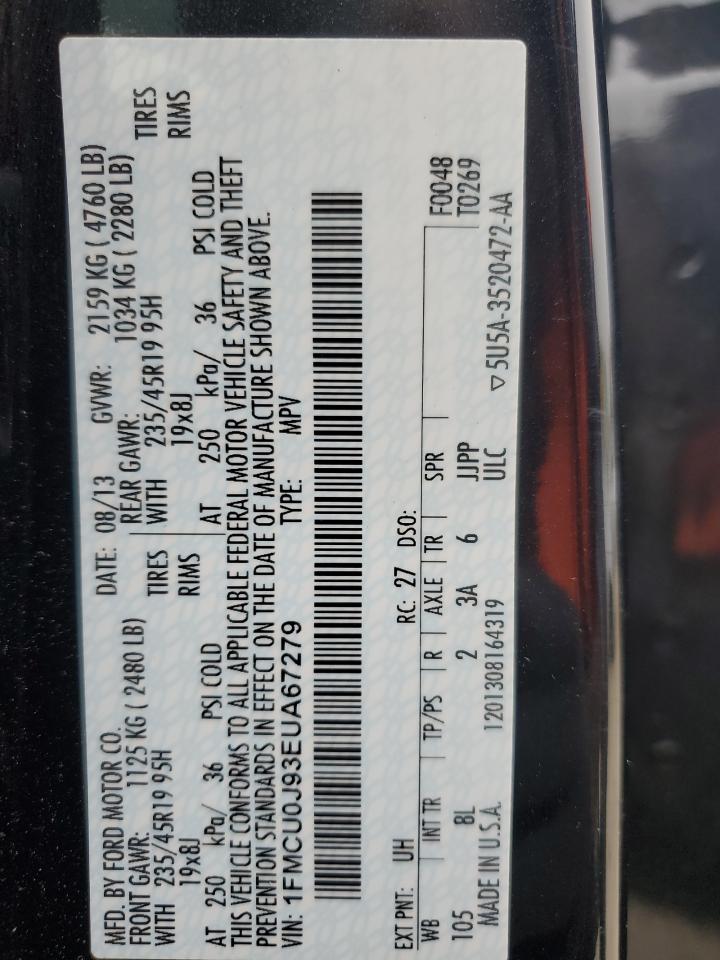 MFD. BY FORD MOTOR CO. DATE: 08/13 GVWR: 2159 KG ( 4760 LB)
FRONT GAWR: 1125 KG ( 2480 LB) REAR GAWR: 1034 KG ( 2280 LB)
WITH 235/45R19 95H TIRES WITH 235/45R19 95H TIRES
19x8J RIMS 19x8J RIMS
AT 250 kPa/ 36 PSI COLD AT 250 kPa/ 36 PSI COLD
THIS VEHICLE CONFORMS TO ALL APPLICABLE FEDERAL MOTOR VEHICLE SAFETY AND THEFT
PREVENTION STANDARDS IN EFFECT ON THE DATE OF MANUFACTURE SHOWN ABOVE.
VIN: 1FMCU0J93EUA67279 TYPE: MPV
EXT PNT: UH RC: 27 DSO:
WB INT TR TP/PS R AXLE TR SPR F0048
105 8L 2 3A 6 JJPP T0269
MADE IN U.S.A. 1201308164319 ULC ▽ 5U5A-3520472-AA